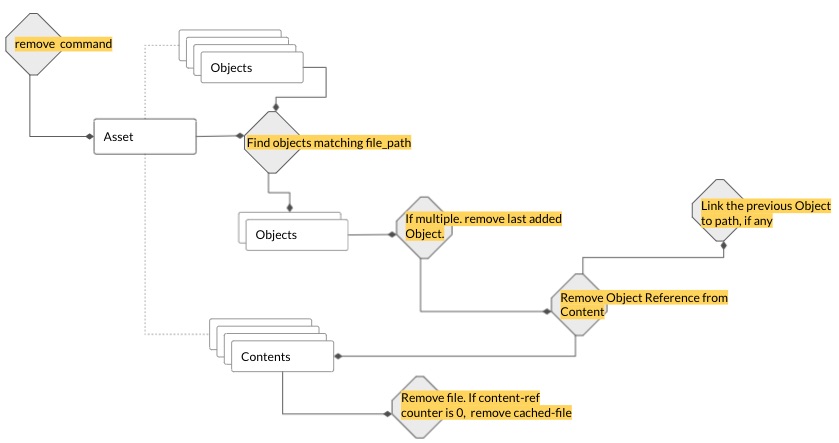 remove command
Objects
Asset
Find objects matching file_path
Objects
If multiple. remove last added
Object.
Link the previous Object
to path, if any
Remove Object Reference from
Content
Contents
Remove file. If content-ref
counter is 0, remove cached-file